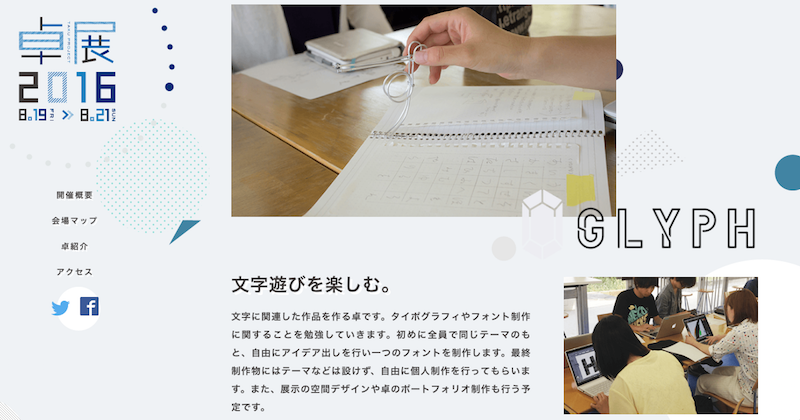 卓展
2016
8.19 FRI >> 8.21 SUN
開催概要
会場マップ
卓紹介
アクセス
GLYPH
文字遊びを楽しむ。
文字に関連した作品を作る卓です。タイポグラフィやフォント制作
に関することを勉強していきます。初めに全員で同じテーマのも
と、自由にアイデア出しを行い一つのフォントを制作します。最終
制作物にはテーマなどは設けず、自由に個人制作を行ってもらいま
す。また、展示の空間デザインや卓のポートフォリオ制作も行う予
定です。